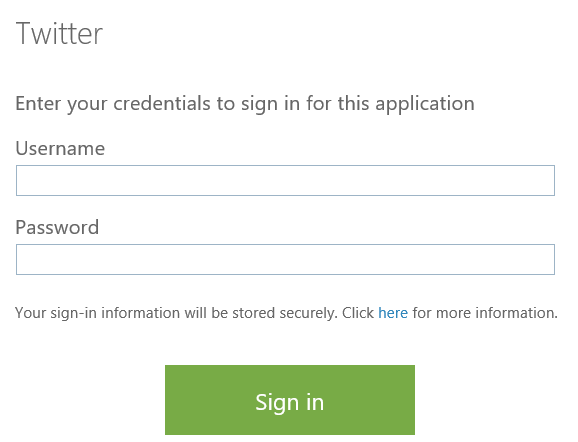 Twitter
Enter your credentials to sign in for this application
Username
Password
Your sign-in information will be stored securely. Click here for more information.
Sign in